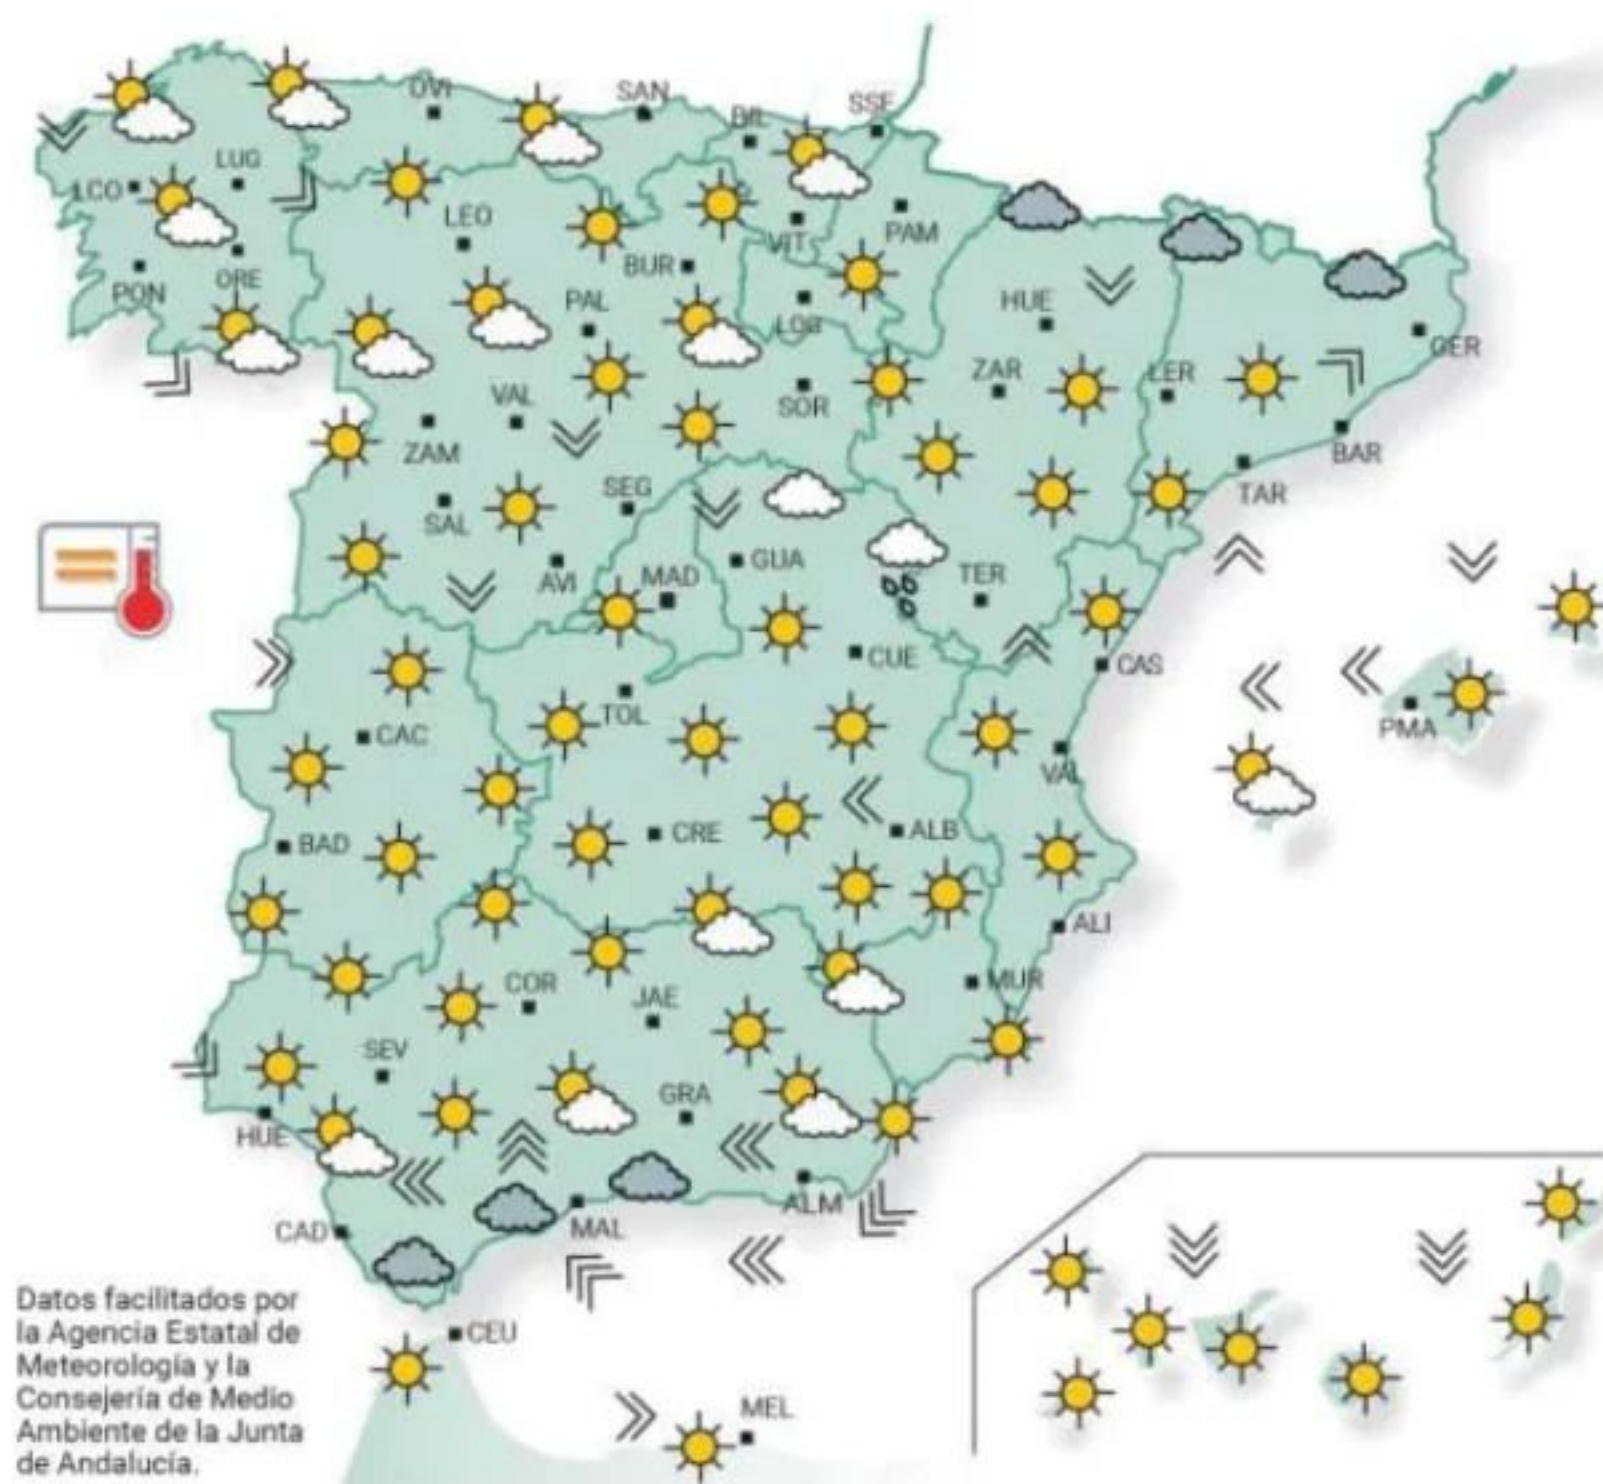 OVI
SAN
BIL
SSE
LUG
LCO
LEO
VIT
PAM
BUR
PON
ORE
PAL
LOG
HUE
GER
VAL
SOR
ZAR
LER
ZAM
BAR
SAL
SEG
TAR
AVI
MAD
GUA
TER
CUE
CAS
TOL
PMA
CAC
VAL
BAD
CRE
ALB
ALI
COR
JAE
MUR
SEV
GRA
HUE
CAD
MAL
ALM
CEU
MEL
Datos facilitados por
la Agencia Estatal de
Meteorología y la
Consejería de Medio
Ambiente de la Junta
de Andalucía.